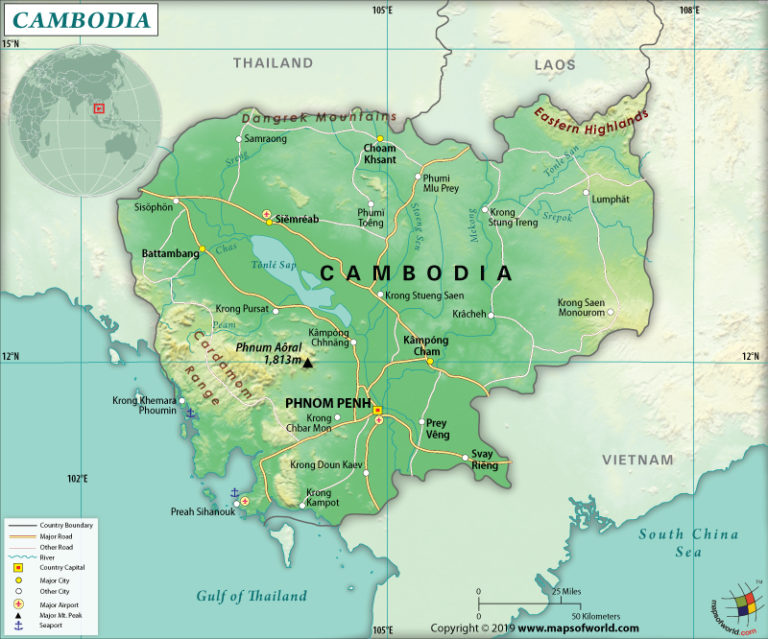 CAMBODIA
105°E
108°E
15°N
THAILAND
LAOS
Dangrek Mountains
Eastern Highlands
Samraong
Choam
Khsant
Sreng
Tonle San
Phumi
Mlu Prey
Lumphát
Sisŏphŏn
Siĕmréab
Phumi
Toêng
Stoeng Sen
Mekong
Krong
Stung Treng
Srepok
Battambang
Chas
Tônlé Sap
CAMBODIA
Krong Stueng Saen
Krong Pursat
Krâcheh
Krong Saen
Monourom
Peam
Kâmpóng
Chhnăng
Kâmpóng
Cham
Phnum Aôral
1,813m
12°N
12°N
Cardamom
Range
Krong Khemara
Phoumin
PHNOM PENH
Krong
Chbar Mon
Prey
Vêng
Svay
Riĕng
VIETNAM
102°E
Krong Doun Kaev
Krong
Kampot
Preah Sihanouk
South China
Sea
Gulf of Thailand
Country Boundary
Major Road
Other Road
River
Country Capital
Major City
Other City
Major Airport
Major Mt. Peak
Seaport
0 25 Miles
0 50 Kilometers
105°E
Copyright © 2019 www.mapsofworld.com
mapsofworld.com